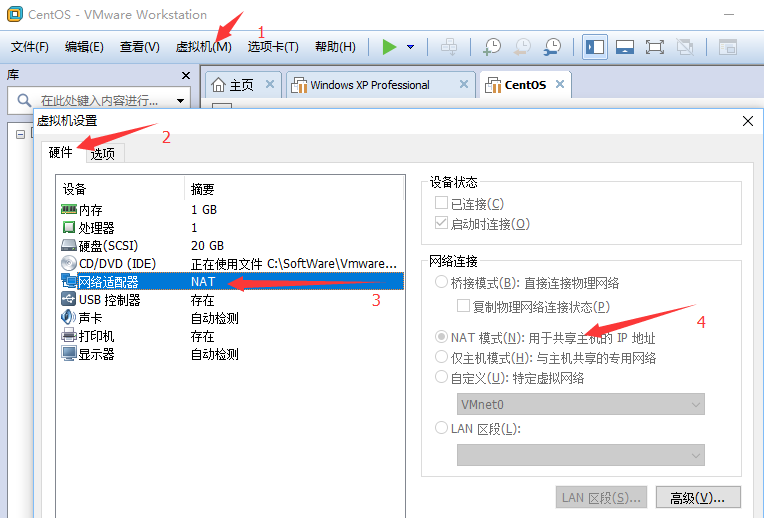 CentOS - VMware Workstation
1
文件(F) 编辑(E) 查看(V) 虚拟机(M) 选项卡(T) 帮助(H)
库
在此处键入内容进行...
主页 Windows XP Professional CentOS
虚拟机设置
2
硬件 选项
设备 摘要
内存 1 GB
处理器 1
硬盘(SCSI) 20 GB
CD/DVD (IDE) 正在使用文件 C:\SoftWare\Vmware...
网络适配器 NAT
USB 控制器 存在
声卡 自动检测
打印机 存在
显示器 自动检测
3
设备状态
已连接(C)
启动时连接(O)
网络连接
桥接模式(B): 直接连接物理网络
复制物理网络连接状态(P)
4
NAT 模式(N): 用于共享主机的 IP 地址
仅主机模式(H): 与主机共享的专用网络
自定义(U): 特定虚拟网络
VMnet0
LAN 区段(L):
LAN 区段(S)... 高级(V)...